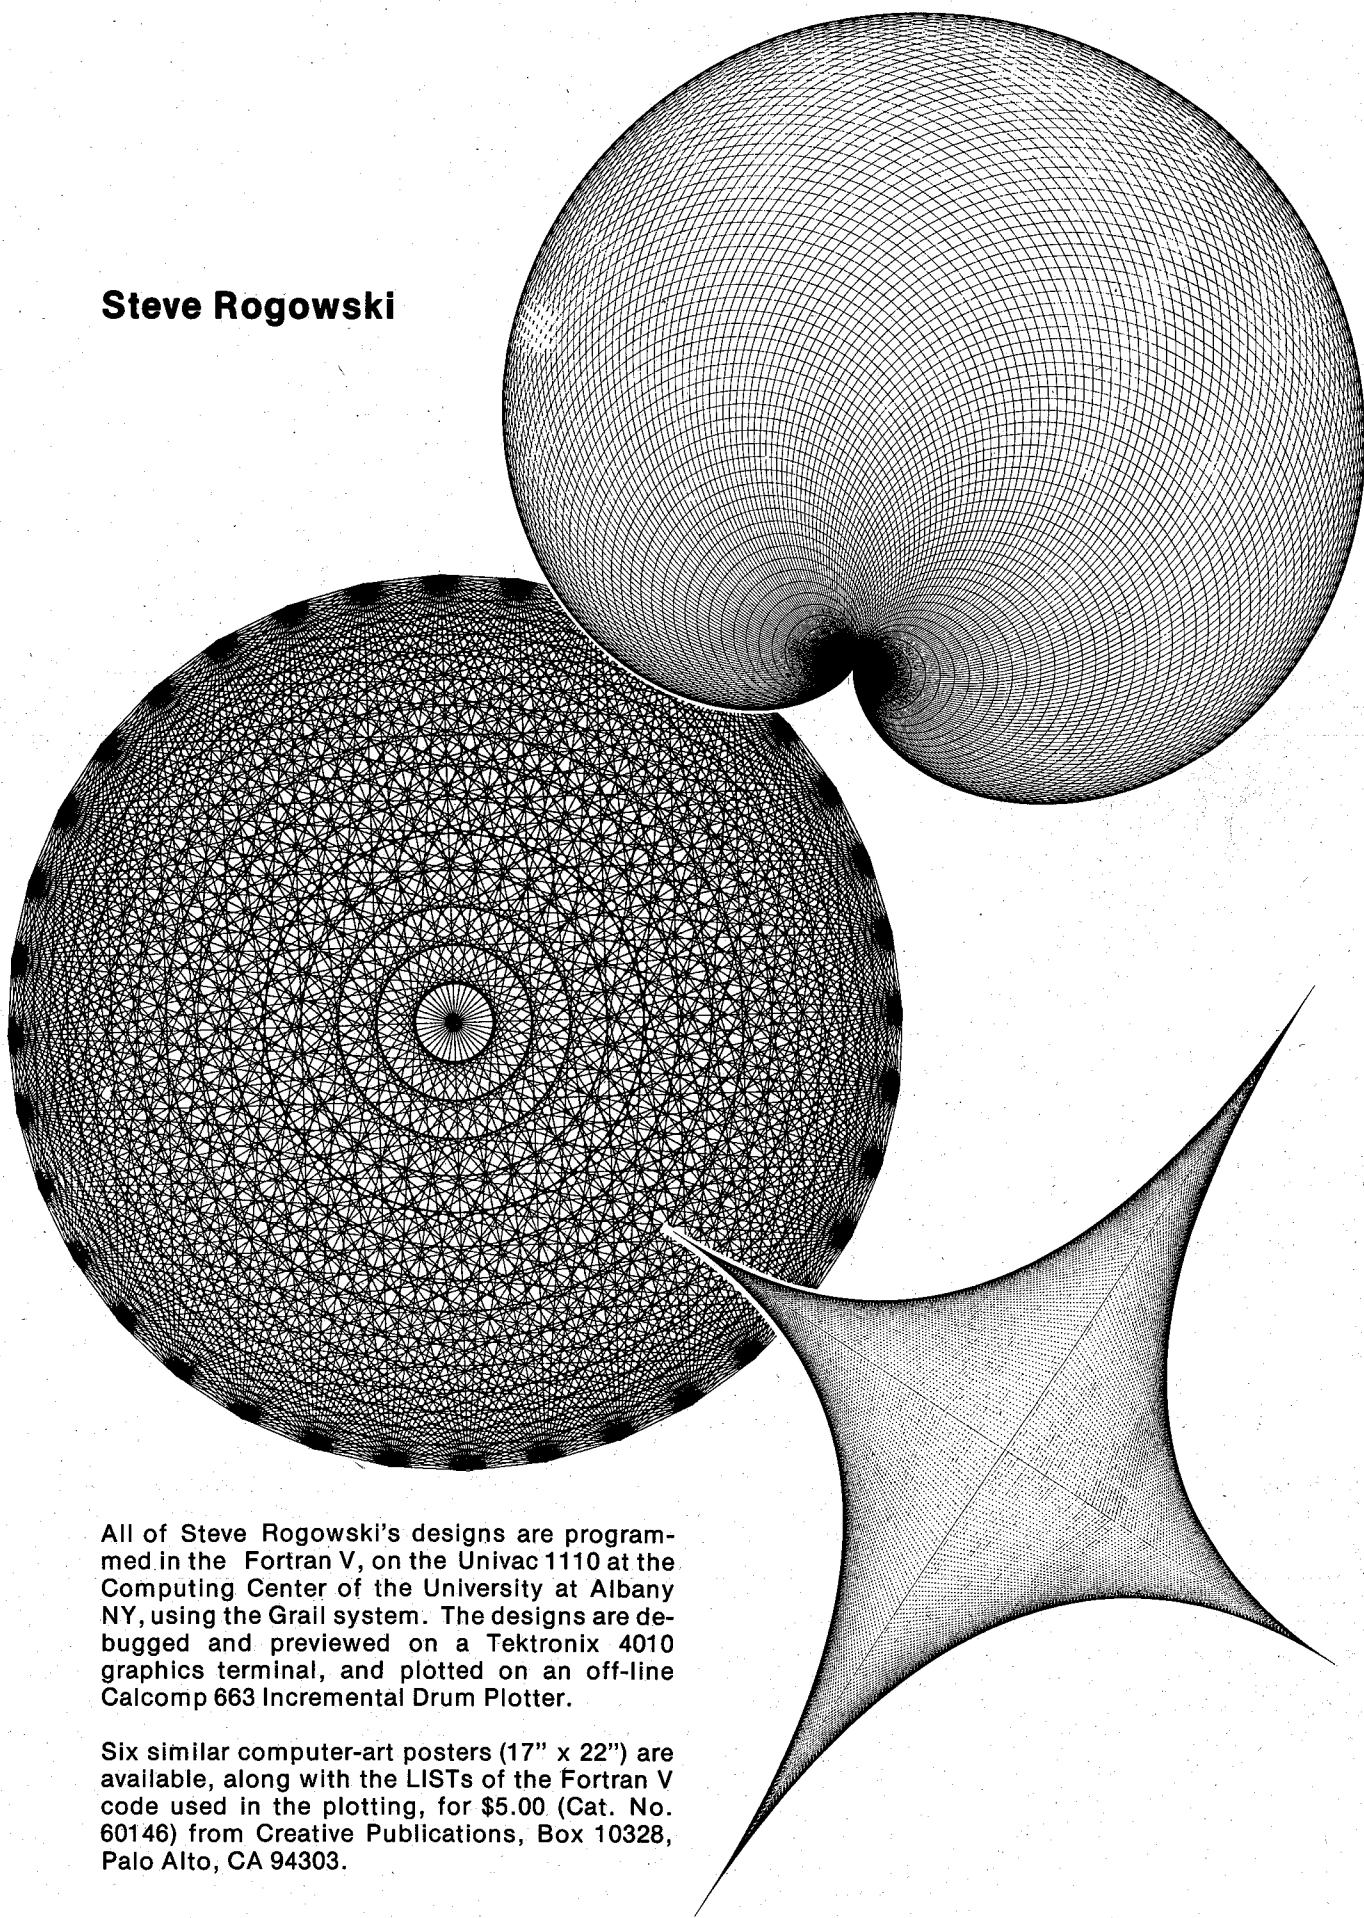 Steve Rogowski
All of Steve Rogowski's designs are program-
med in the Fortran V, on the Univac 1110 at the
Computing Center of the University at Albany
NY, using the Grail system. The designs are de-
bugged and previewed on a Tektronix 4010
graphics terminal, and plotted on an off-line
Calcomp 663 Incremental Drum Plotter.
Six similar computer-art posters (17" x 22") are
available, along with the LISTs of the Fortran V
code used in the plotting, for $5.00 (Cat. No.
60146) from Creative Publications, Box 10328,
Palo Alto, CA 94303.